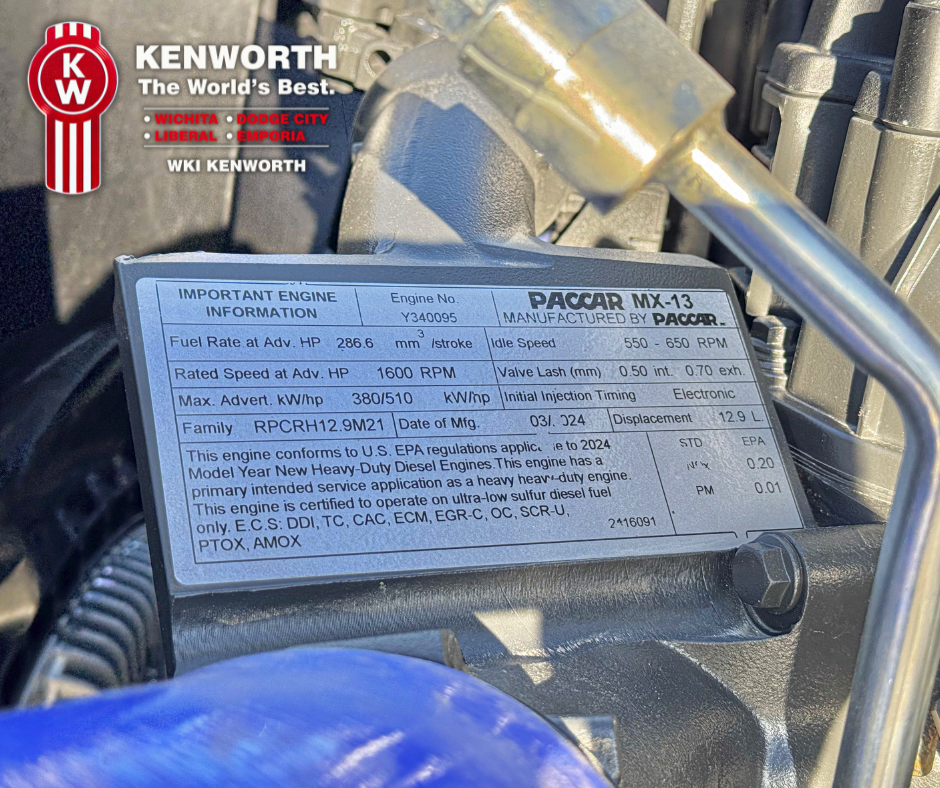 KW
KENWORTH
The World's Best.
• WICHITA • DODGE CITY
• LIBERAL • EMPORIA
WKI KENWORTH
IMPORTANT ENGINE
INFORMATION
Engine No.
Y340095
PACCAR MX-13
MANUFACTURED BY PACCAR
Fuel Rate at Adv. HP 286.6 mm3 /stroke
Idle Speed 550 - 650 RPM
Rated Speed at Adv. HP 1600 RPM
Valve Lash (mm) 0.50 int. 0.70 exh.
Max. Advert. kW/hp 380/510 kW/hp
Initial Injection Timing Electronic
Family RPCRH12.9M21
Date of Mfg.
Displacement 12.9 L
This engine conforms to U.S. EPA regulations to 2024
Model Year New Heavy-Duty Diesel Engines. This engine has a
primary intended service application as a heavy heavy-duty engine.
This engine is certified to operate on ultra-low sulfur diesel fuel
only. E.C.S: DDI, TC, CAC, ECM, EGR-C, OC, SCR-U,
PTOX, AMOX
2416091
STD EPA
0.20
PM 0.01